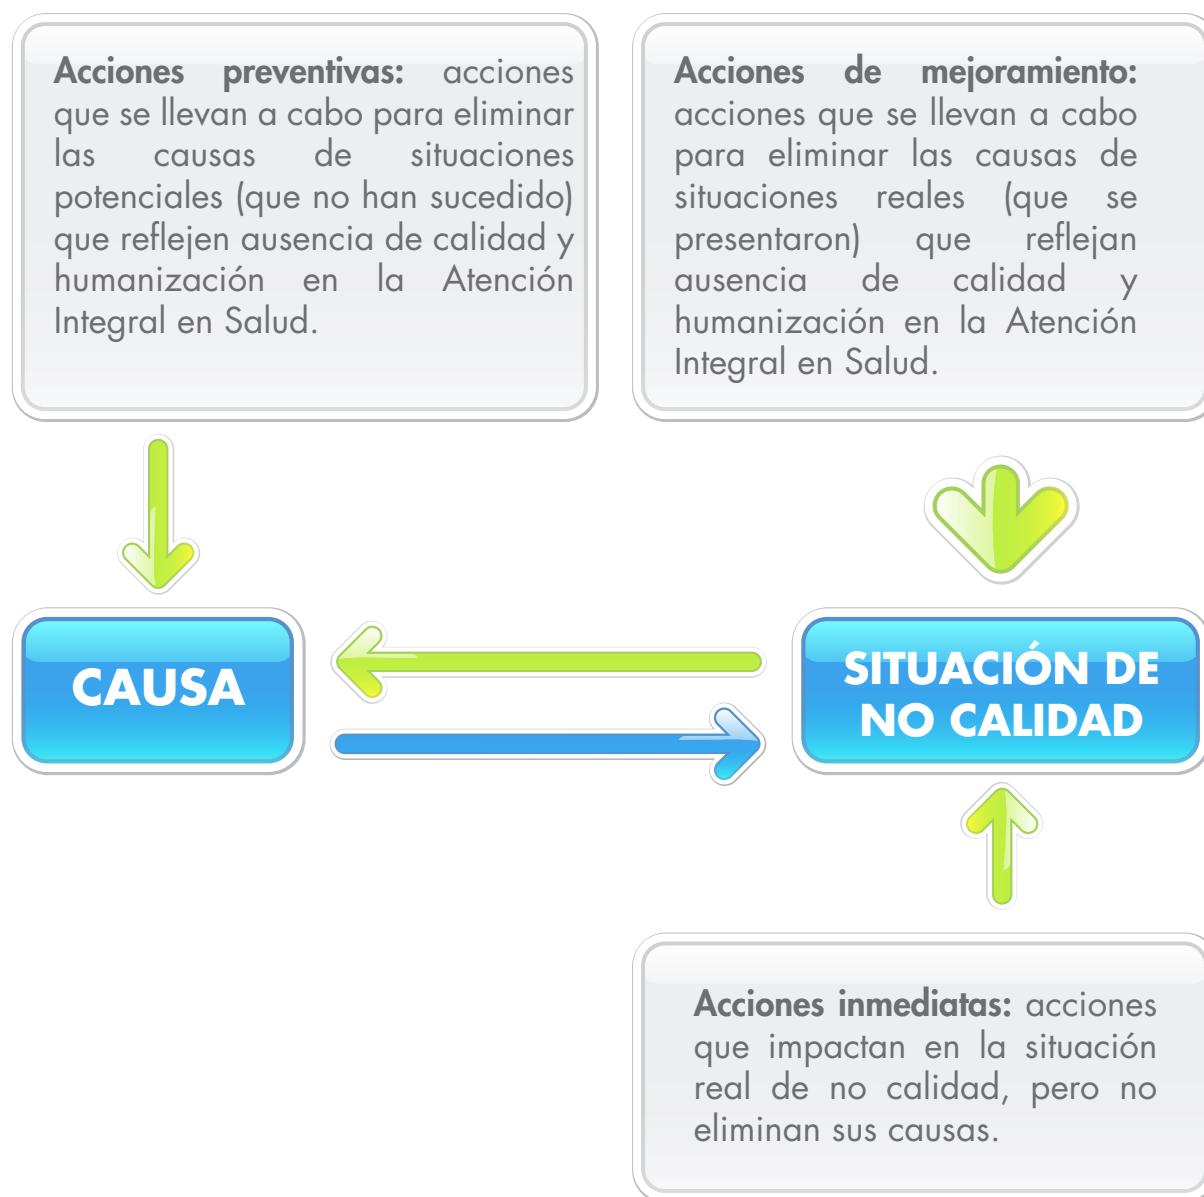 Acciones preventivas: acciones
que se llevan a cabo para eliminar
las causas de situaciones
potenciales (que no han sucedido)
que reflejen ausencia de calidad y
humanización en la Atención
Integral en Salud.
Acciones de mejoramiento:
acciones que se llevan a cabo
para eliminar las causas de
situaciones reales (que se
presentaron) que reflejan
ausencia de calidad y
humanización en la Atención
Integral en Salud.
CAUSA
SITUACIÓN DE
NO CALIDAD
Acciones inmediatas: acciones
que impactan en la situación
real de no calidad, pero no
eliminan sus causas.